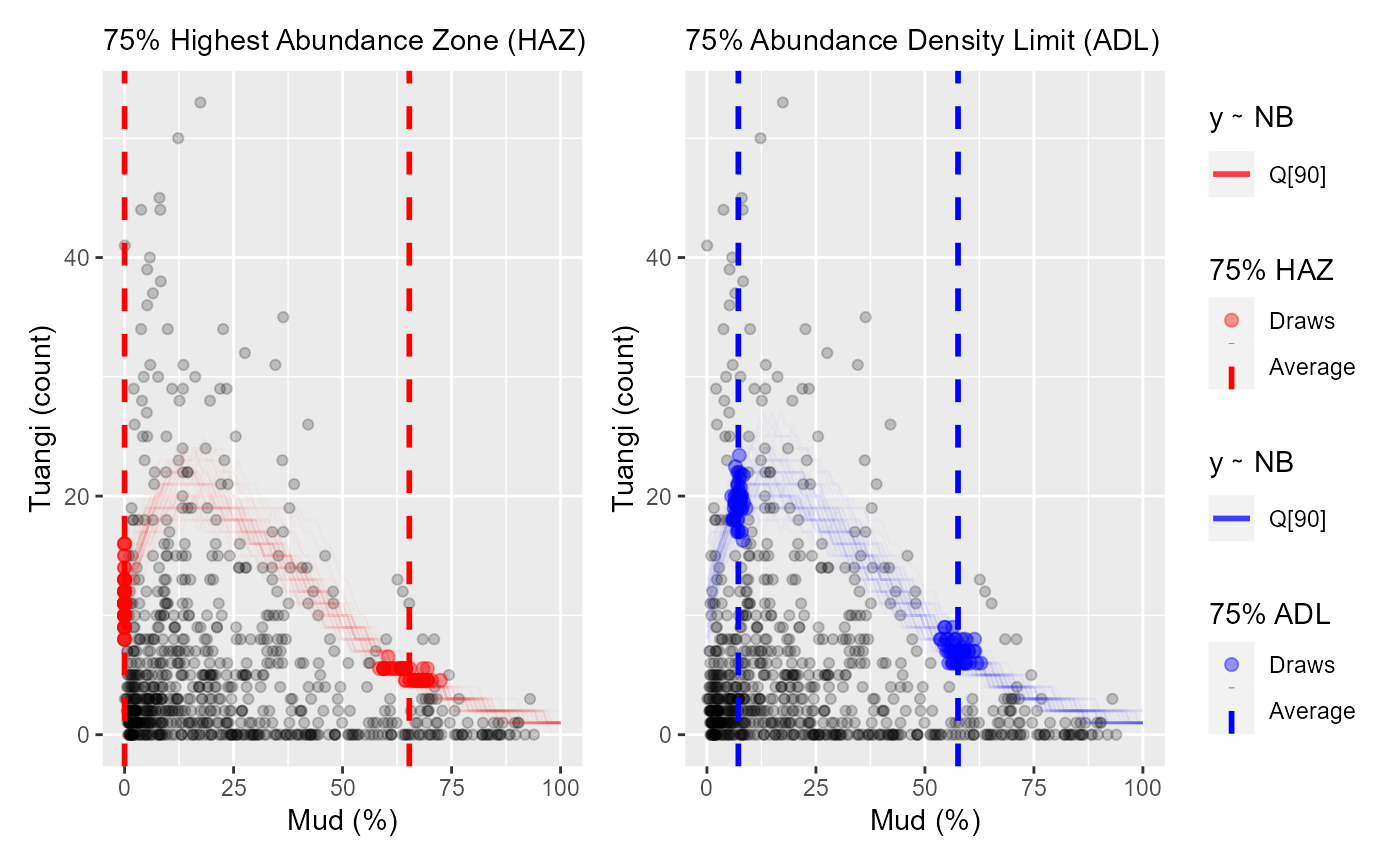 75% Highest Abundance Zone (HAZ)
Tuangi (count)
40
20
0
0 25 50 75 100
Mud (%)
75% Abundance Density Limit (ADL)
Tuangi (count)
40
20
0
0 25 50 75 100
Mud (%)
y ~ NB
Q[90]
75% HAZ
Draws
Average
y ~ NB
Q[90]
75% ADL
Draws
Average